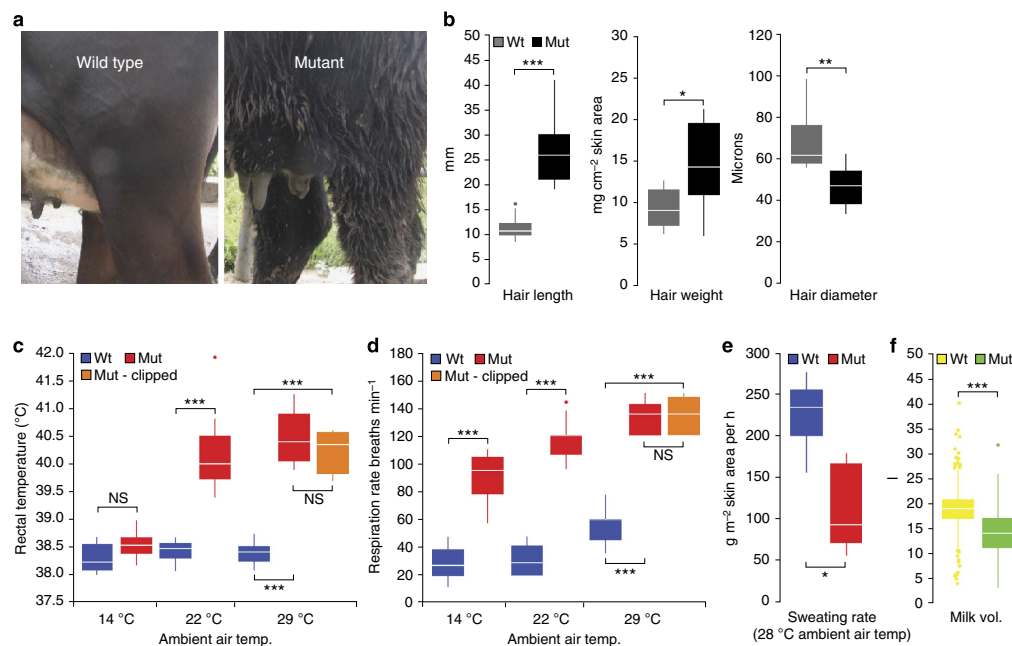 a
Wild type
Mutant
b
Wt Mut
50
45
40
35
30
25
20
15
10
5
0
mm
***
Hair length
30
25
20
15
10
5
0
mg cm⁻² skin area
*
Hair weight
120
100
80
60
40
20
0
Microns
**
Hair diameter
c
Wt Mut
Mut - clipped
42.0
41.5
41.0
40.5
40.0
39.5
39.0
38.5
38.0
37.5
Rectal temperature (°C)
NS
***
***
NS
***
14 °C 22 °C 29 °C
Ambient air temp.
d
Wt Mut
Mut - clipped
180
160
140
120
100
80
60
40
20
0
Respiration rate breaths min⁻¹
***
***
***
NS
***
14 °C 22 °C 29 °C
Ambient air temp.
e
Wt Mut
300
250
200
150
100
50
0
g m⁻² skin area per h
*
Sweating rate
(28 °C ambient air temp)
f
Wt Mut
50
45
40
35
30
25
20
15
10
5
0
l
***
Milk vol.